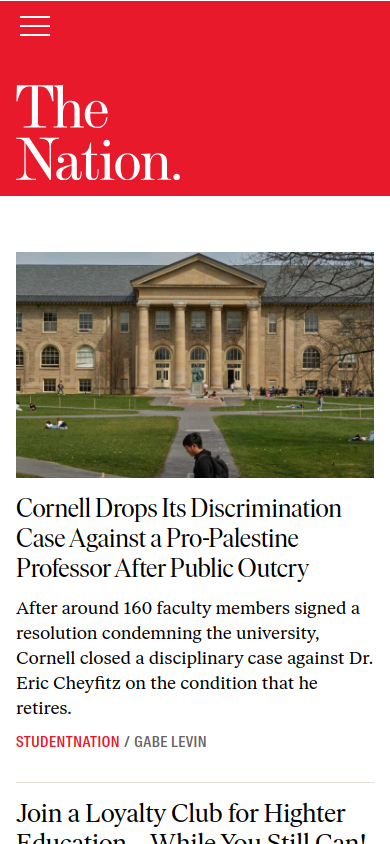 The
Nation.
Cornell Drops Its Discrimination
Case Against a Pro-Palestine
Professor After Public Outcry
After around 160 faculty members signed a
resolution condemning the university,
Cornell closed a disciplinary case against Dr.
Eric Cheyfitz on the condition that he
retires.
STUDENTNATION / GABE LEVIN
Join a Loyalty Club for Highter
Education—While You Still Can!